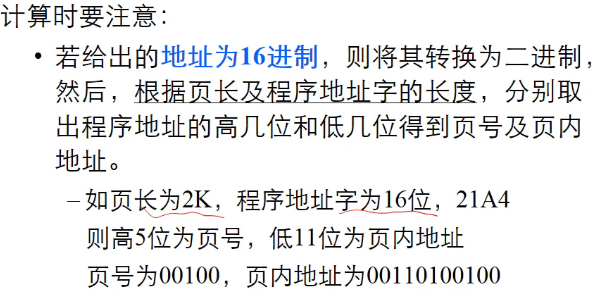 计算时要注意:
• 若给出的地址为16进制，则将其转换为二进制，
然后，根据页长及程序地址字的长度，分别取
出程序地址的高几位和低几位得到页号及页内
地址。
–如页长为2K，程序地址字为16位，21A4
则高5位为页号，低11位为页内地址
页号为00100，页内地址为00110100100